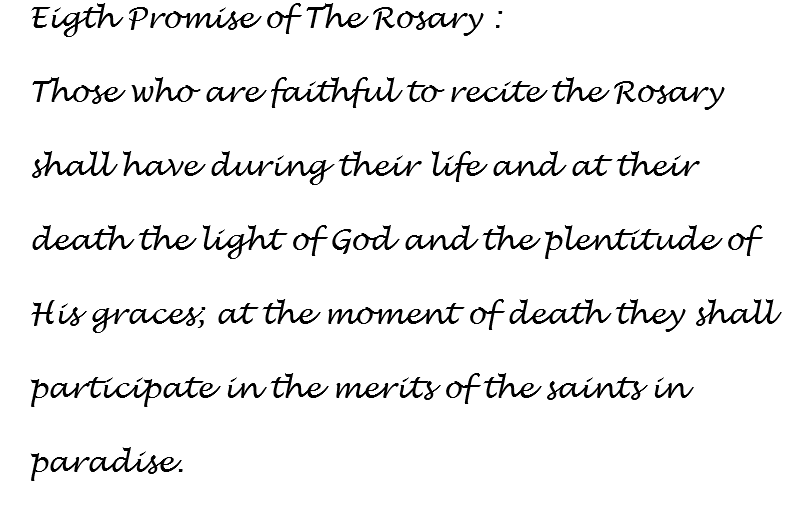 Eigth Promise of The Rosary :
Those who are faithful to recite the Rosary
shall have during their life and at their
death the light of God and the plentitude of
His graces; at the moment of death they shall
participate in the merits of the saints in
paradise.